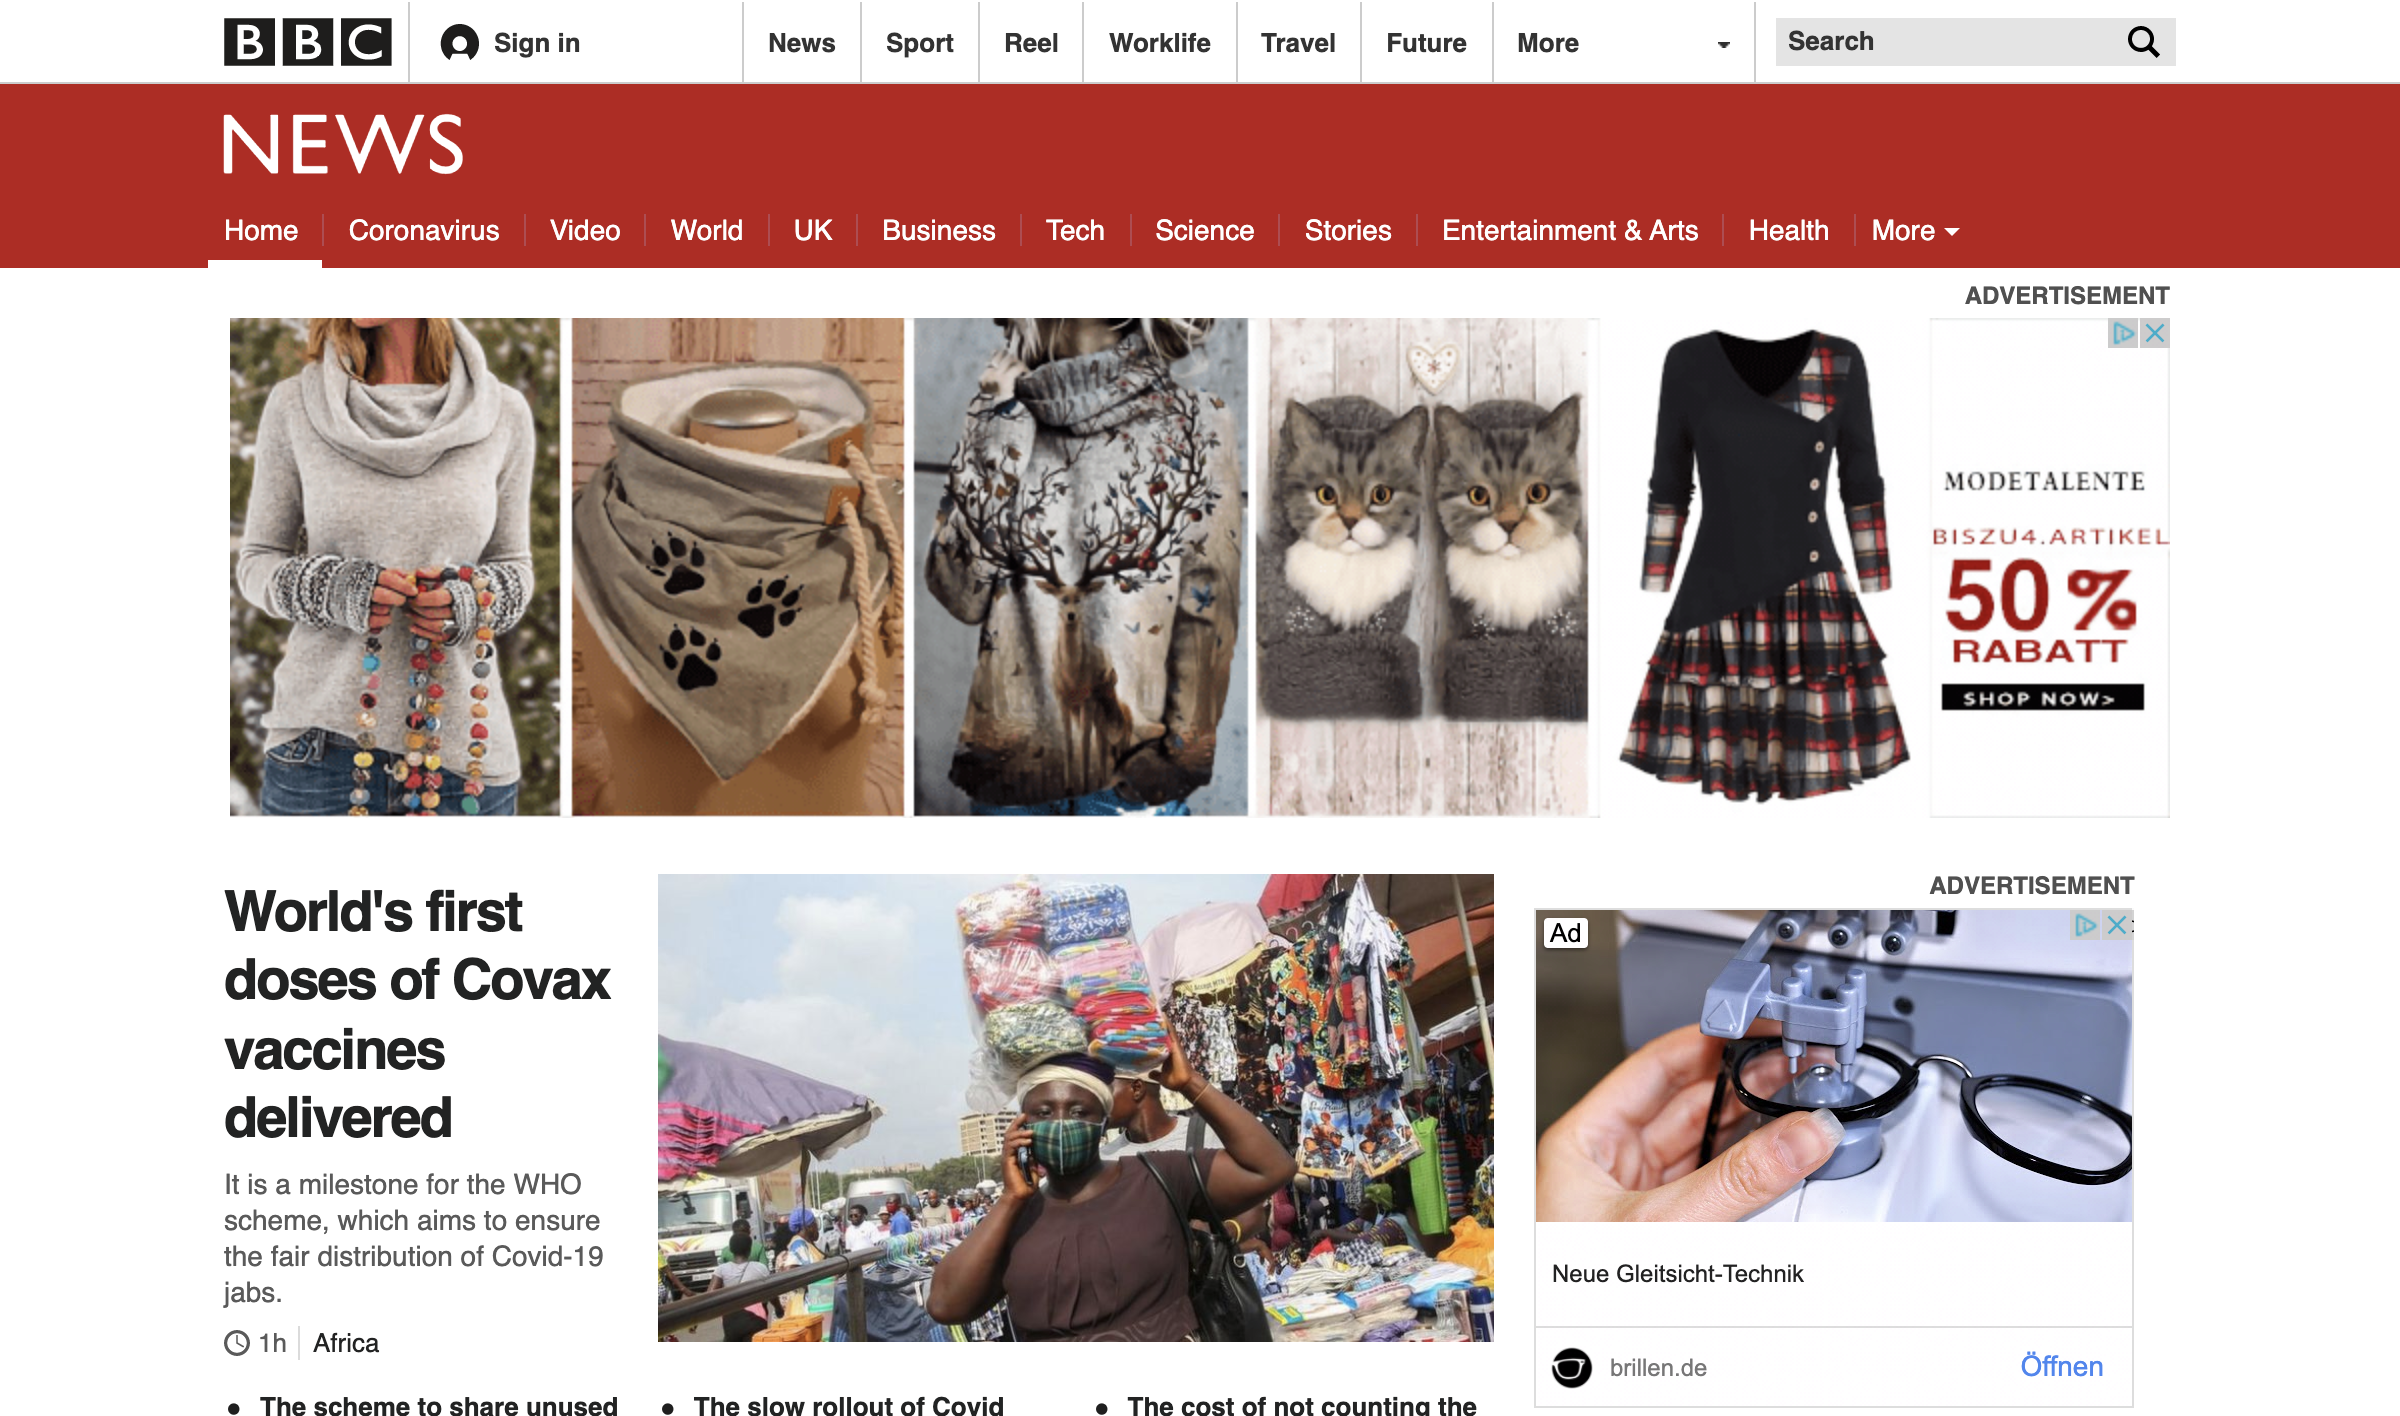 BBC
Sign in
News
Sport
Reel
Worklife
Travel
Future
More
Search
NEWS
Home
Coronavirus
Video
World
UK
Business
Tech
Science
Stories
Entertainment & Arts
Health
More
ADVERTISEMENT
MODETALENTE
BISZU4.ARTIKEL
50 %
RABATT
SHOP NOW>
World's first
doses of Covax
vaccines
delivered
It is a milestone for the WHO
scheme, which aims to ensure
the fair distribution of Covid-19
jabs.
1h
Africa
The scheme to share unused
The slow rollout of Covid
The cost of not counting the
ADVERTISEMENT
Ad
Neue Gleitsicht-Technik
brillen.de
Öffnen